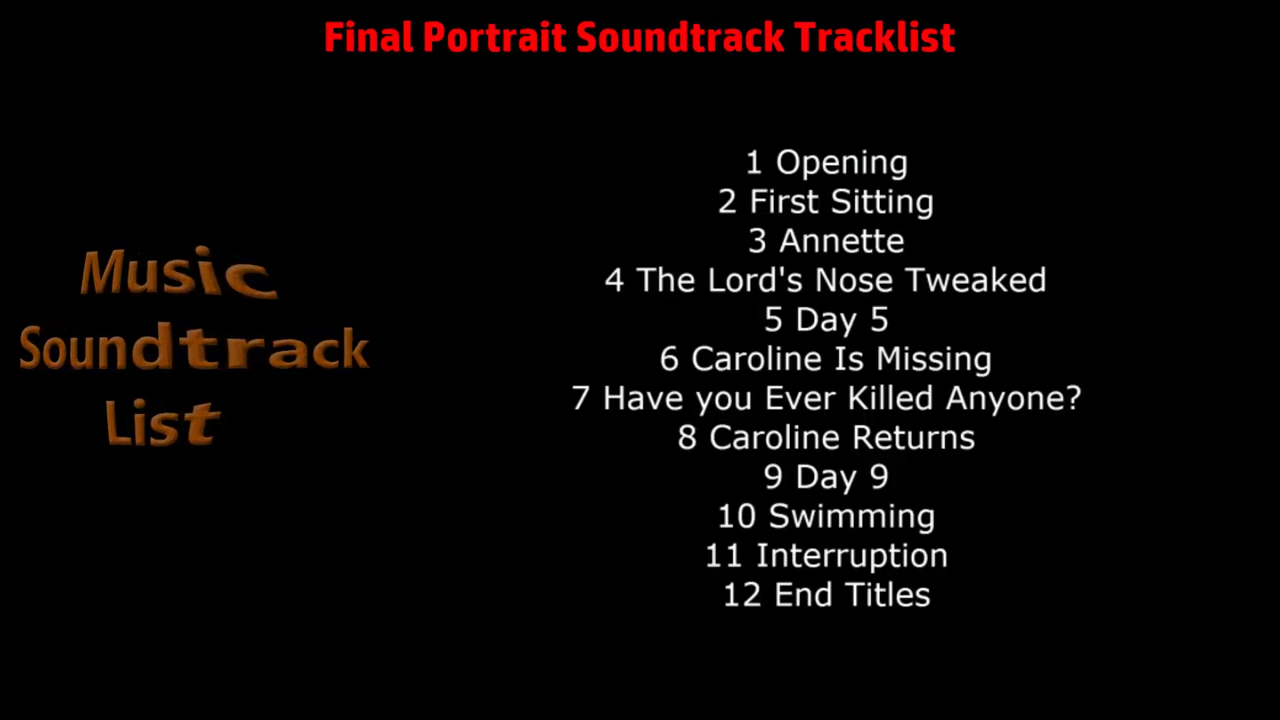 Final Portrait Soundtrack Tracklist
Music
Soundtrack
List
1 Opening
2 First Sitting
3 Annette
4 The Lord's Nose Tweaked
5 Day 5
6 Caroline Is Missing
7 Have you Ever Killed Anyone?
8 Caroline Returns
9 Day 9
10 Swimming
11 Interruption
12 End Titles